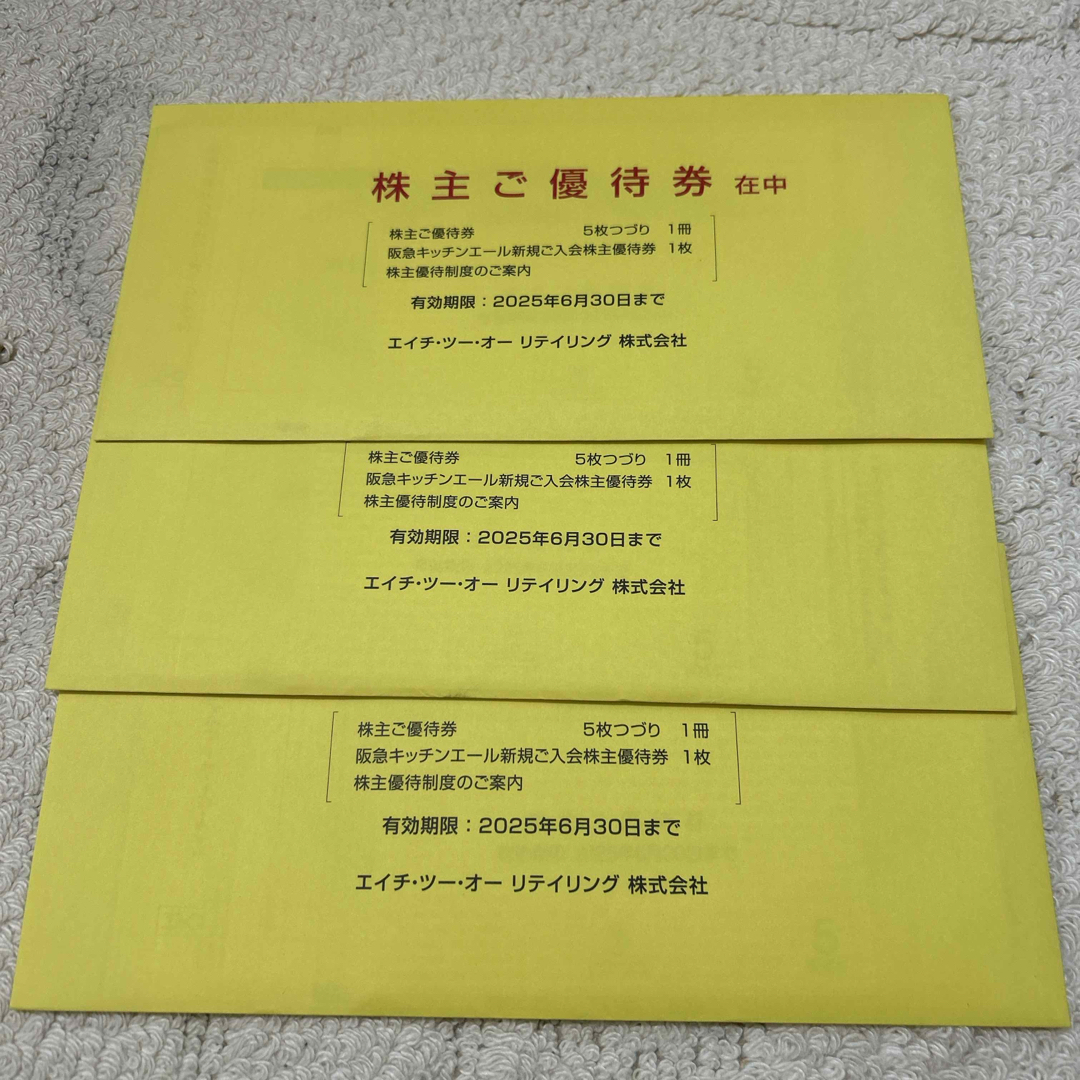 株主ご優待券 在中
株主ご優待券 5枚つづり 1冊
阪急キッチンエール新規ご入会株主優待券 1枚
株主優待制度のご案内
有効期限：2025年6月30日まで
エイチ・ツー・オー リテイリング 株式会社
株主ご優待券 5枚つづり 1冊
阪急キッチンエール新規ご入会株主優待券 1枚
株主優待制度のご案内
有効期限：2025年6月30日まで
エイチ・ツー・オー リテイリング 株式会社
株主ご優待券 5枚つづり 1冊
阪急キッチンエール新規ご入会株主優待券 1枚
株主優待制度のご案内
有効期限：2025年6月30日まで
エイチ・ツー・オー リテイリング 株式会社